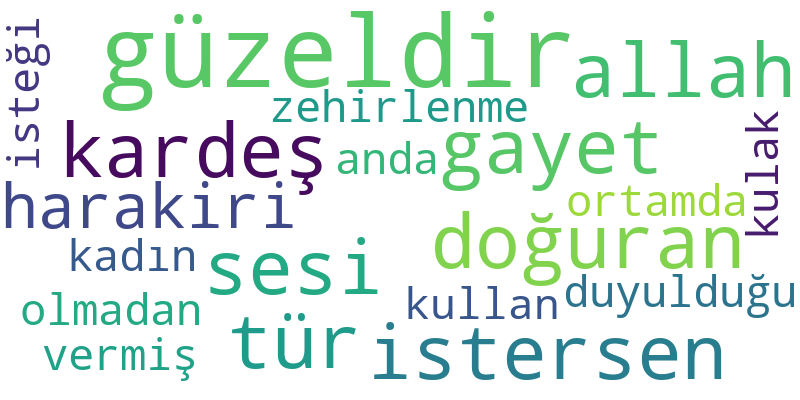 güzeldir
isteği
allah
zehirlenme
kardeş
anda
gayet
kulak
harakiri
ortamda
doğuran
kadın
sesi
kullan
duyulduğu
olmadan
vermiş
tür
istersen